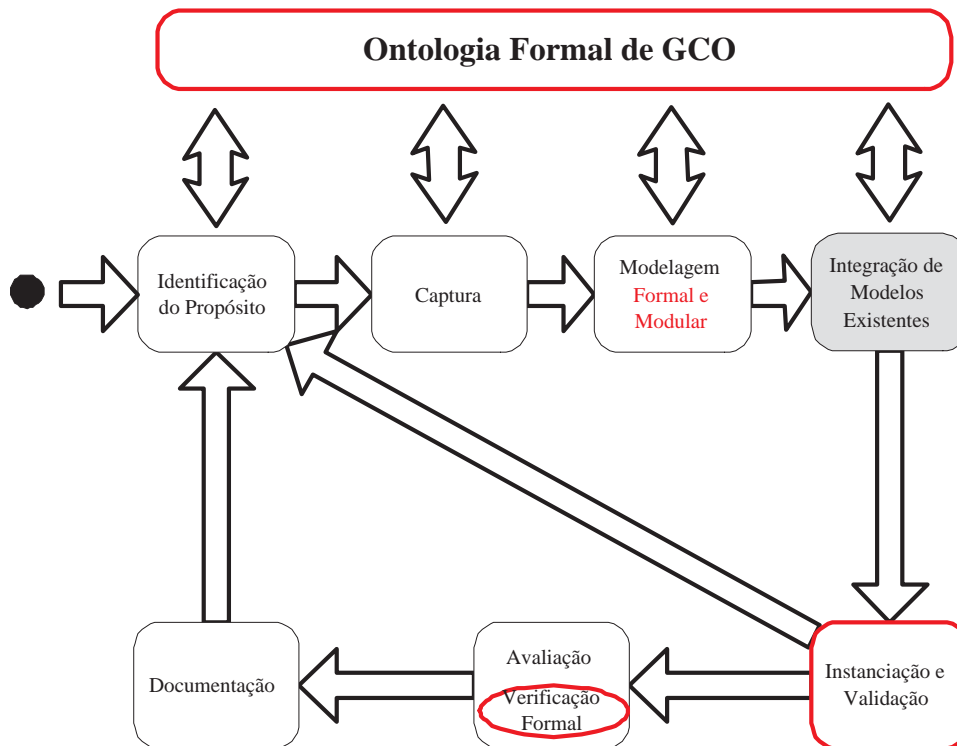 Ontologia Formal de GCO
Identificação
do Propósito
Captura
Modelagem
Formal e
Modular
Integração de
Modelos
Existentes
Documentação
Avaliação
Verificação
Formal
Instanciação e
Validação